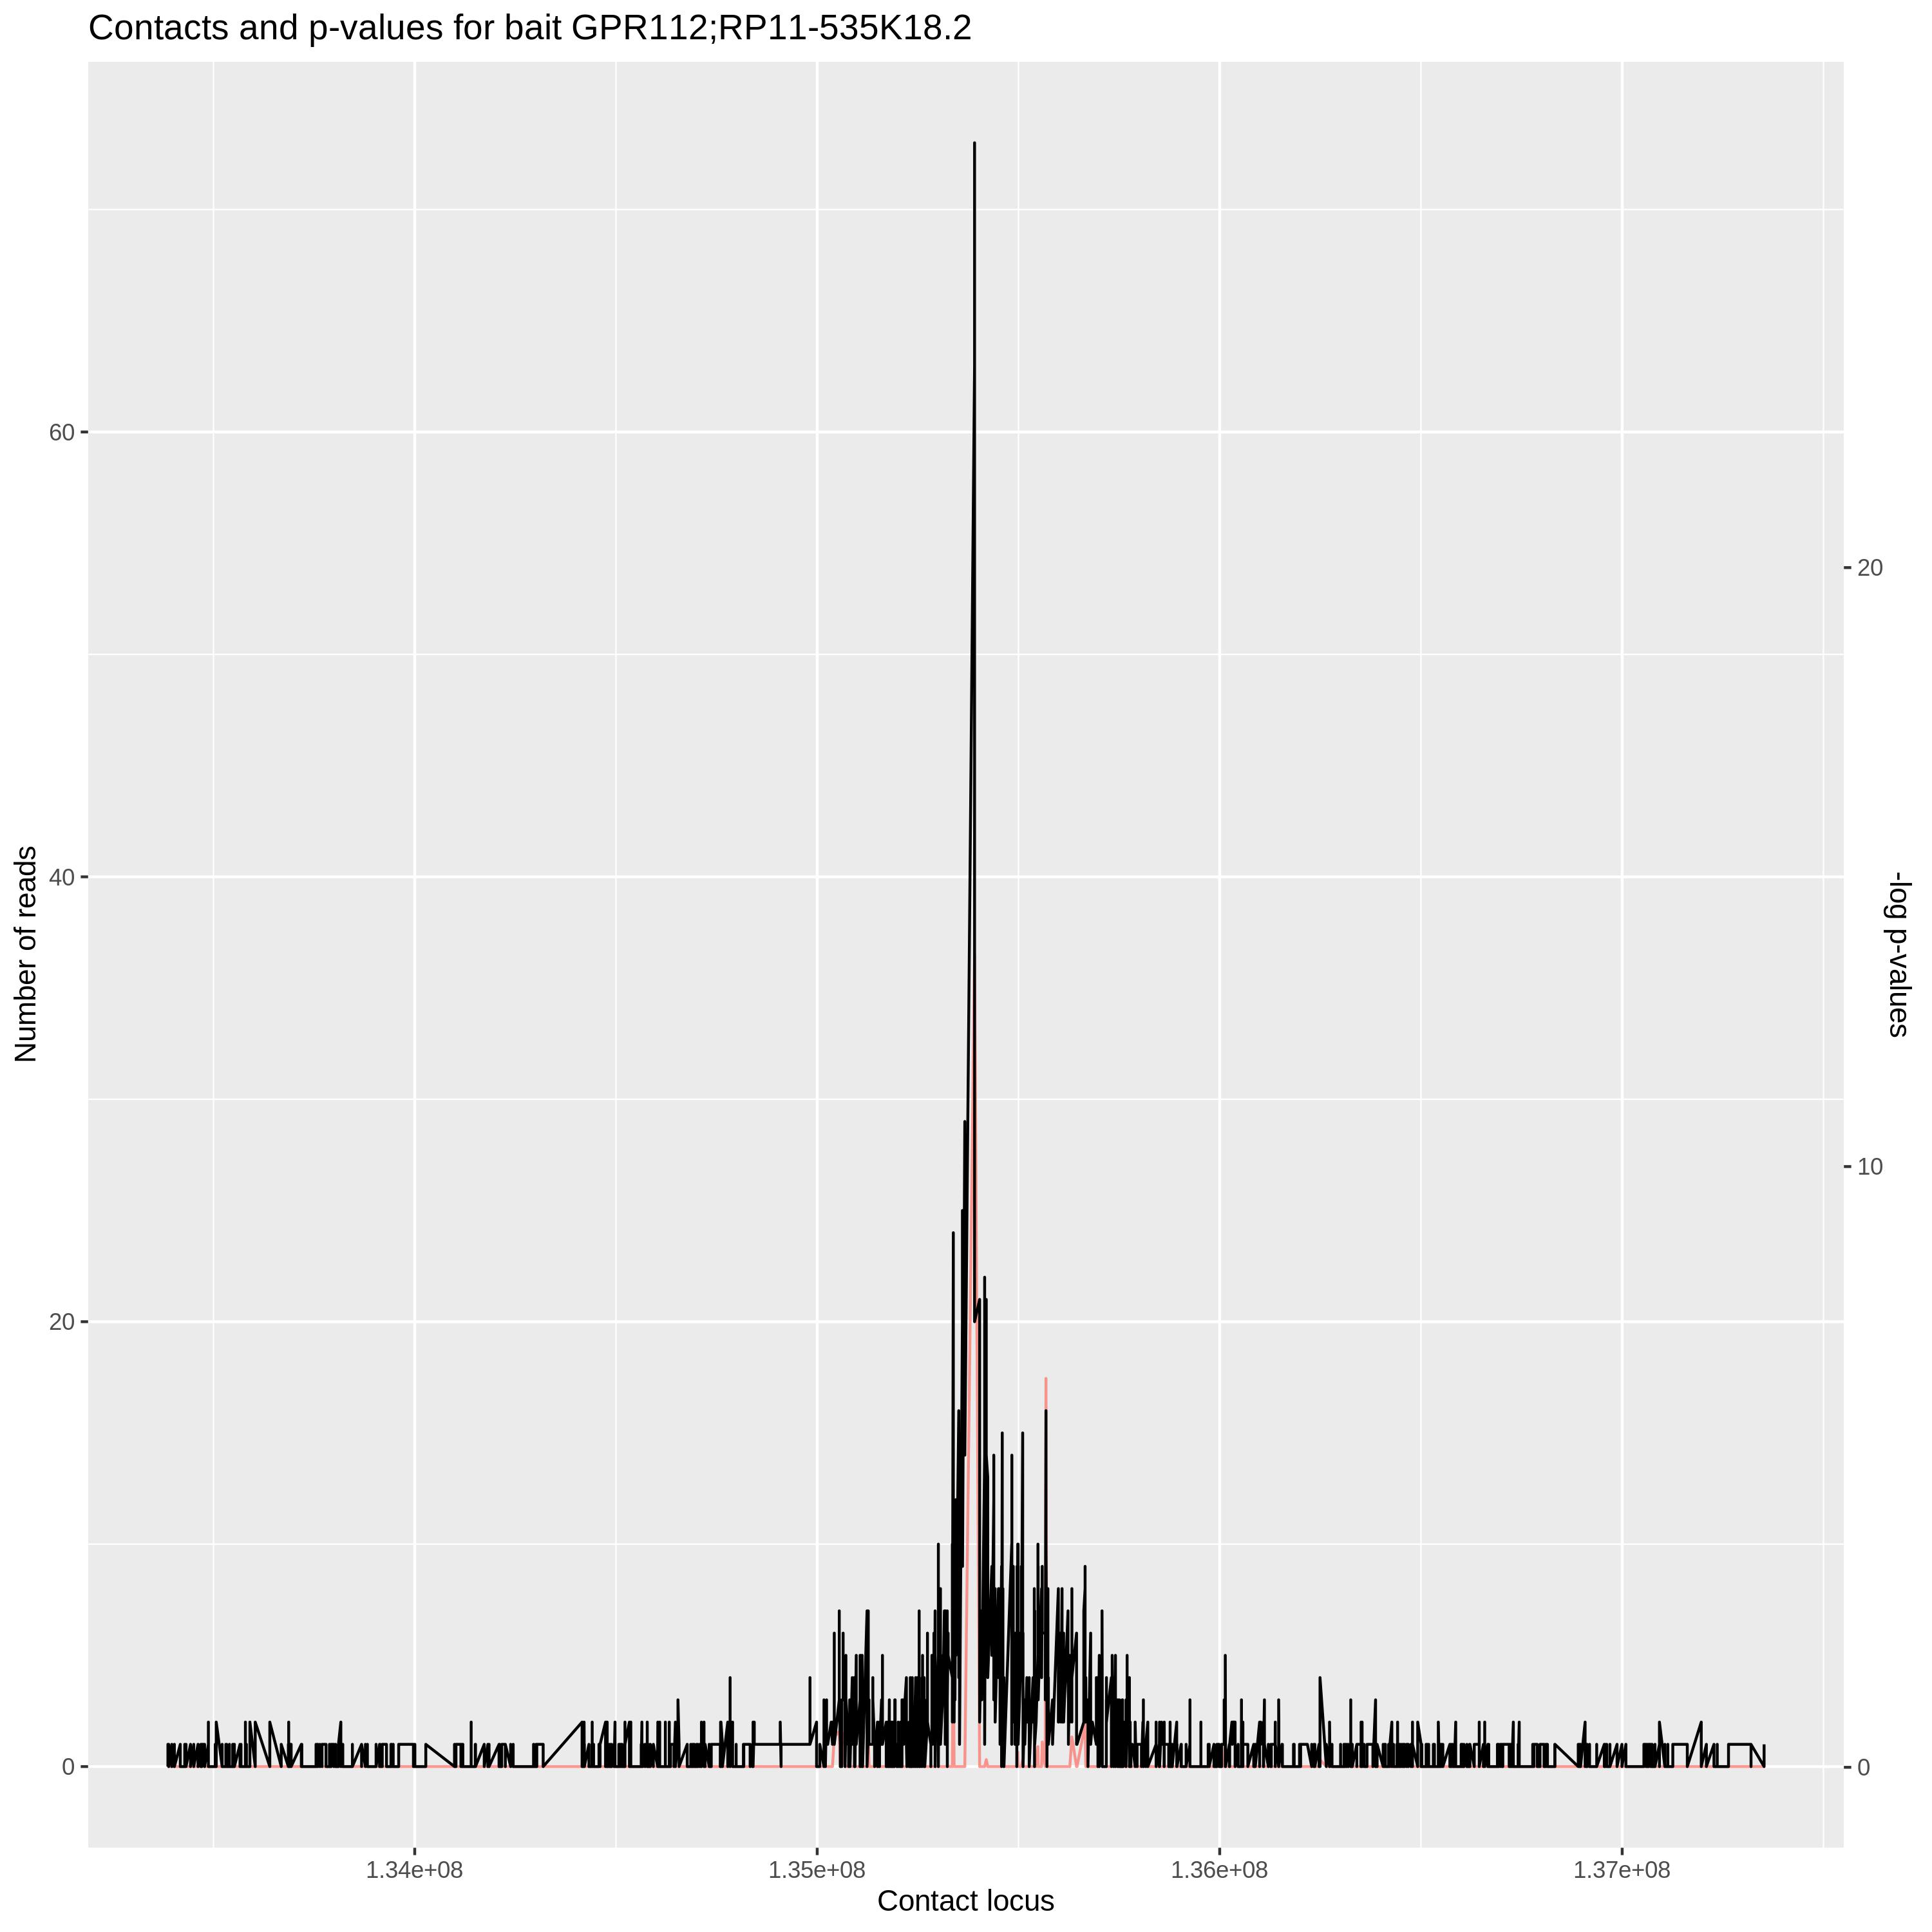 Contacts and p-values for bait GPR112;RP11-535K18.2
Number of reads
60
40
20
0
20
10
0
-log p-values
1.34e+08
1.35e+08
1.36e+08
1.37e+08
Contact locus